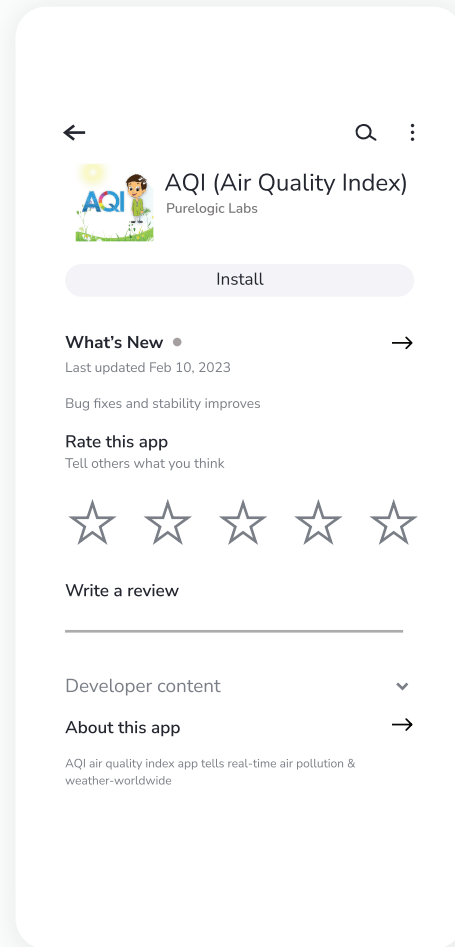 AQI (Air Quality Index)
AQI
Purelogic Labs
Install
What's New
Last updated Feb 10, 2023
Bug fixes and stability improves
Rate this app
Tell others what you think
Write a review
Developer content
About this app
AQI air quality index app tells real-time air pollution &
weather-worldwide